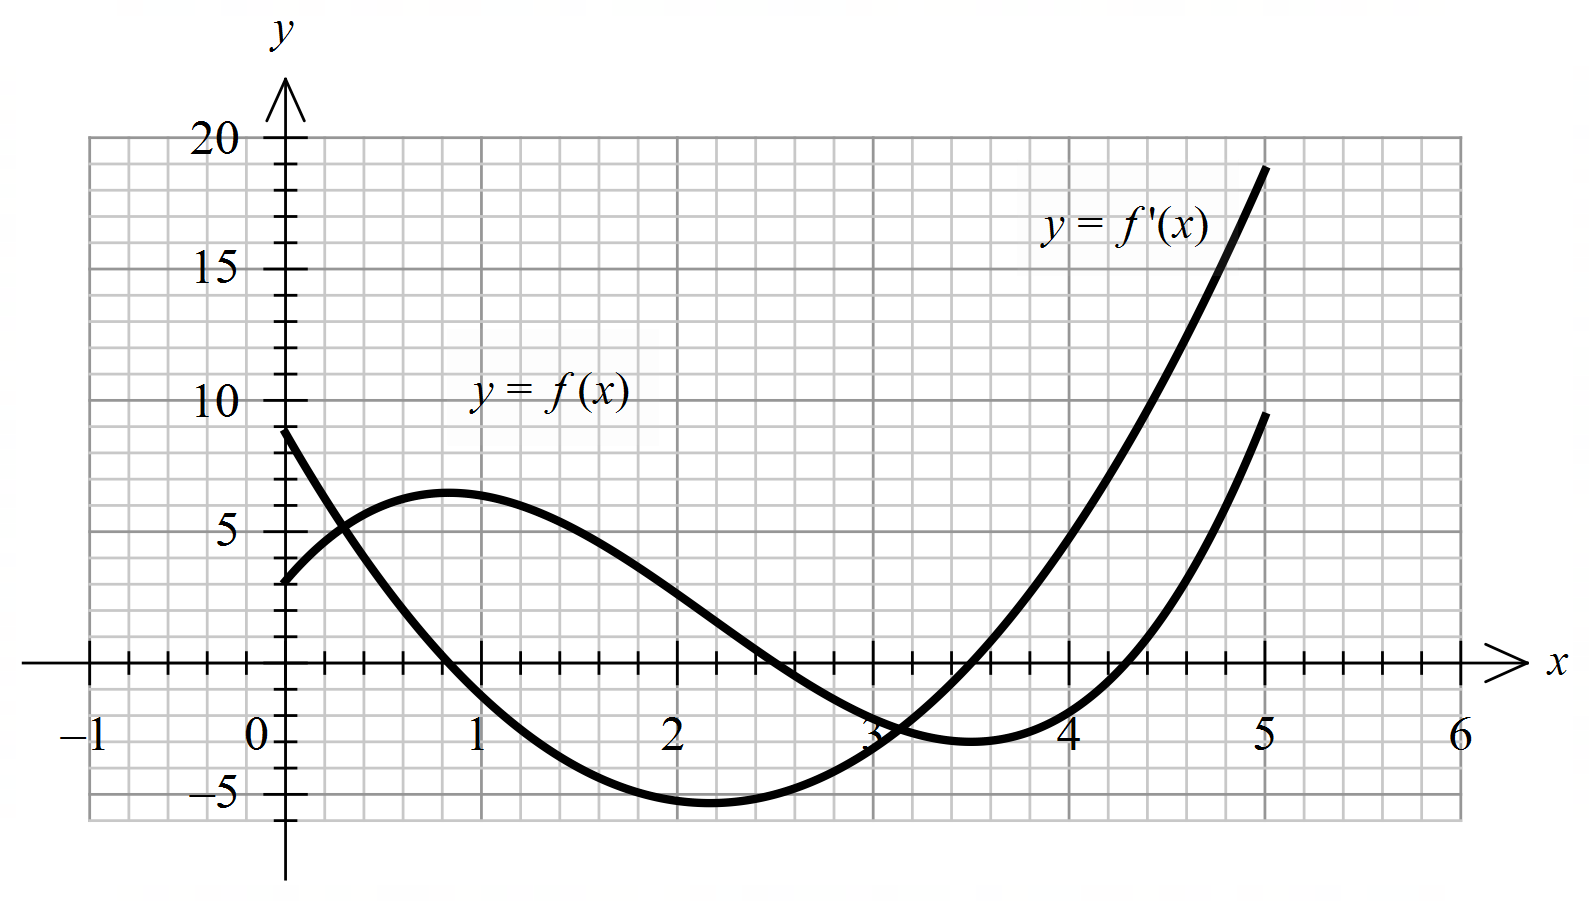 y
20
y = f '(x)
15
y = f (x)
10
5
x
–1 0 1 2 3 4 5 6
–5